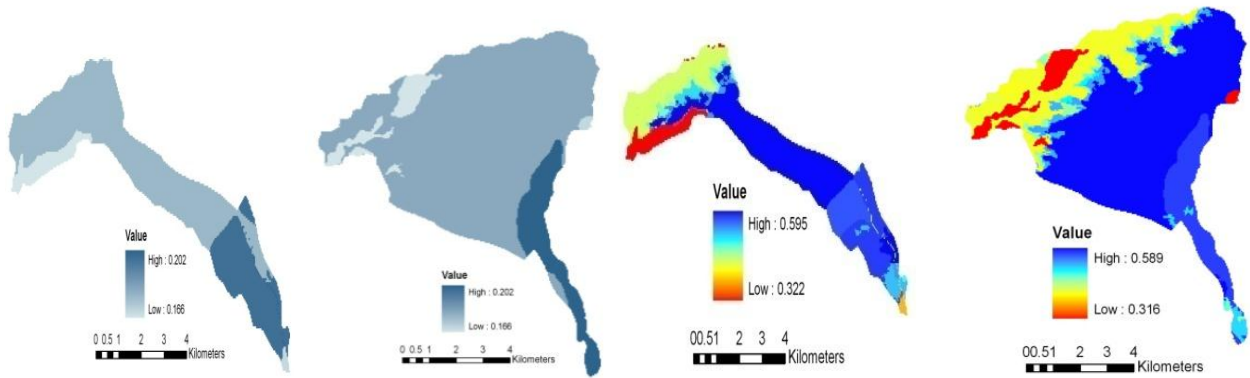 Value
High : 0.202
Low : 0.166
0 0.5 1 2 3 4
Kilometers
Value
High : 0.202
Low : 0.166
0 0.5 1 2 3 4
Kilometers
Value
High : 0.595
Low : 0.322
00.51 2 3 4
Kilometers
Value
High : 0.589
Low : 0.316
00.51 2 3 4
Kilometers